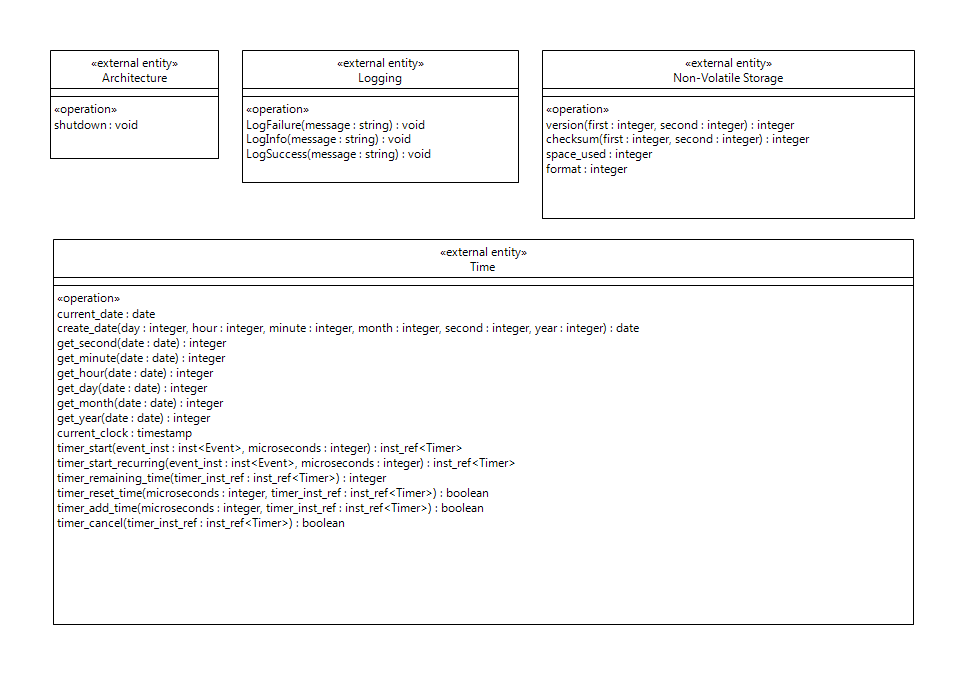 «external entity»
Architecture
«operation»
shutdown : void
«external entity»
Logging
«operation»
LogFailure(message : string) : void
LogInfo(message : string) : void
LogSuccess(message : string) : void
«external entity»
Non-Volatile Storage
«operation»
version(first : integer, second : integer) : integer
checksum(first : integer, second : integer) : integer
space_used : integer
format : integer
«external entity»
Time
«operation»
current_date : date
create_date(day : integer, hour : integer, minute : integer, month : integer, second : integer, year : integer) : date
get_second(date : date) : integer
get_minute(date : date) : integer
get_hour(date : date) : integer
get_day(date : date) : integer
get_month(date : date) : integer
get_year(date : date) : integer
current_clock : timestamp
timer_start(event_inst : inst<Event>, microseconds : integer) : inst_ref<Timer>
timer_start_recurring(event_inst : inst<Event>, microseconds : integer) : inst_ref<Timer>
timer_remaining_time(timer_inst_ref : inst_ref<Timer>) : integer
timer_reset_time(microseconds : integer, timer_inst_ref : inst_ref<Timer>) : boolean
timer_add_time(microseconds : integer, timer_inst_ref : inst_ref<Timer>) : boolean
timer_cancel(timer_inst_ref : inst_ref<Timer>) : boolean